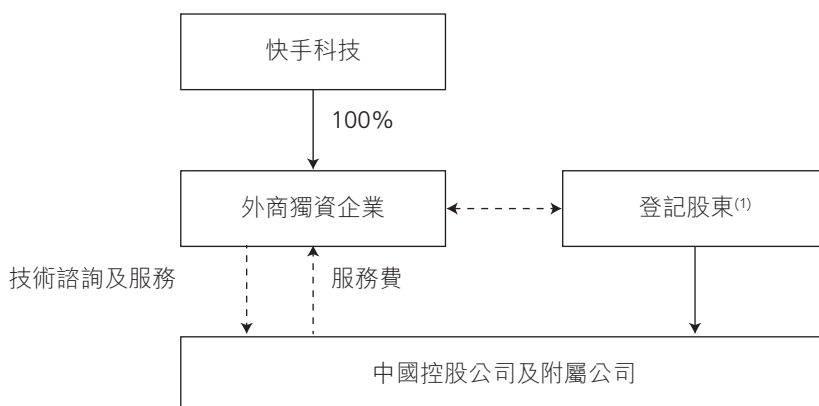 快手科技
100%
外商獨資企業
登記股東(1)
技術諮詢及服務
服務費
中國控股公司及附屬公司